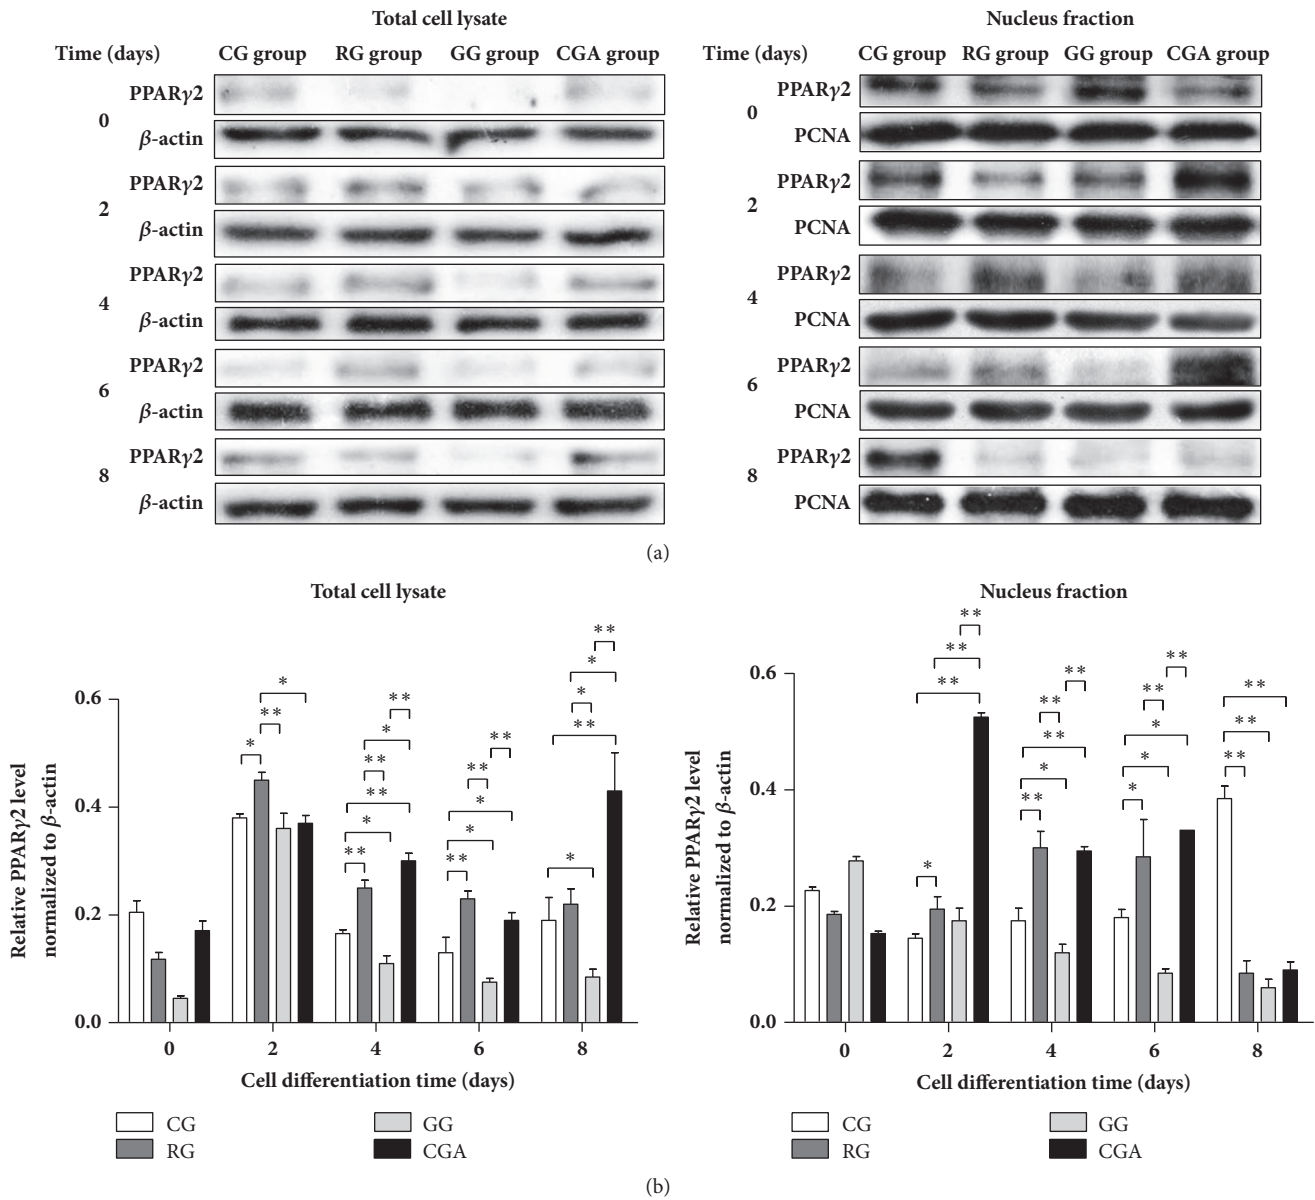 Total cell lysate
Time (days) CG group RG group GG group CGA group
PPARγ2
0
β-actin
PPARγ2
2
β-actin
PPARγ2
4
β-actin
PPARγ2
6
β-actin
PPARγ2
8
β-actin
Nucleus fraction
Time (days) CG group RG group GG group CGA group
PPARγ2
0
PCNA
PPARγ2
2
PCNA
PPARγ2
4
PCNA
PPARγ2
6
PCNA
PPARγ2
8
PCNA
(a)
Total cell lysate
Relative PPARγ2 level
normalized to β-actin
0.6
0.4
0.2
0.0
* ** *
** * ** ** * **
** * * ** **
* ** * * **
0 2 4 6 8
Cell differentiation time (days)
CG GG
RG CGA
Nucleus fraction
Relative PPARγ2 level
normalized to β-actin
0.6
0.4
0.2
0.0
* ** ** **
** * ** ** **
* * * ** **
** ** **
0 2 4 6 8
Cell differentiation time (days)
CG GG
RG CGA
(b)